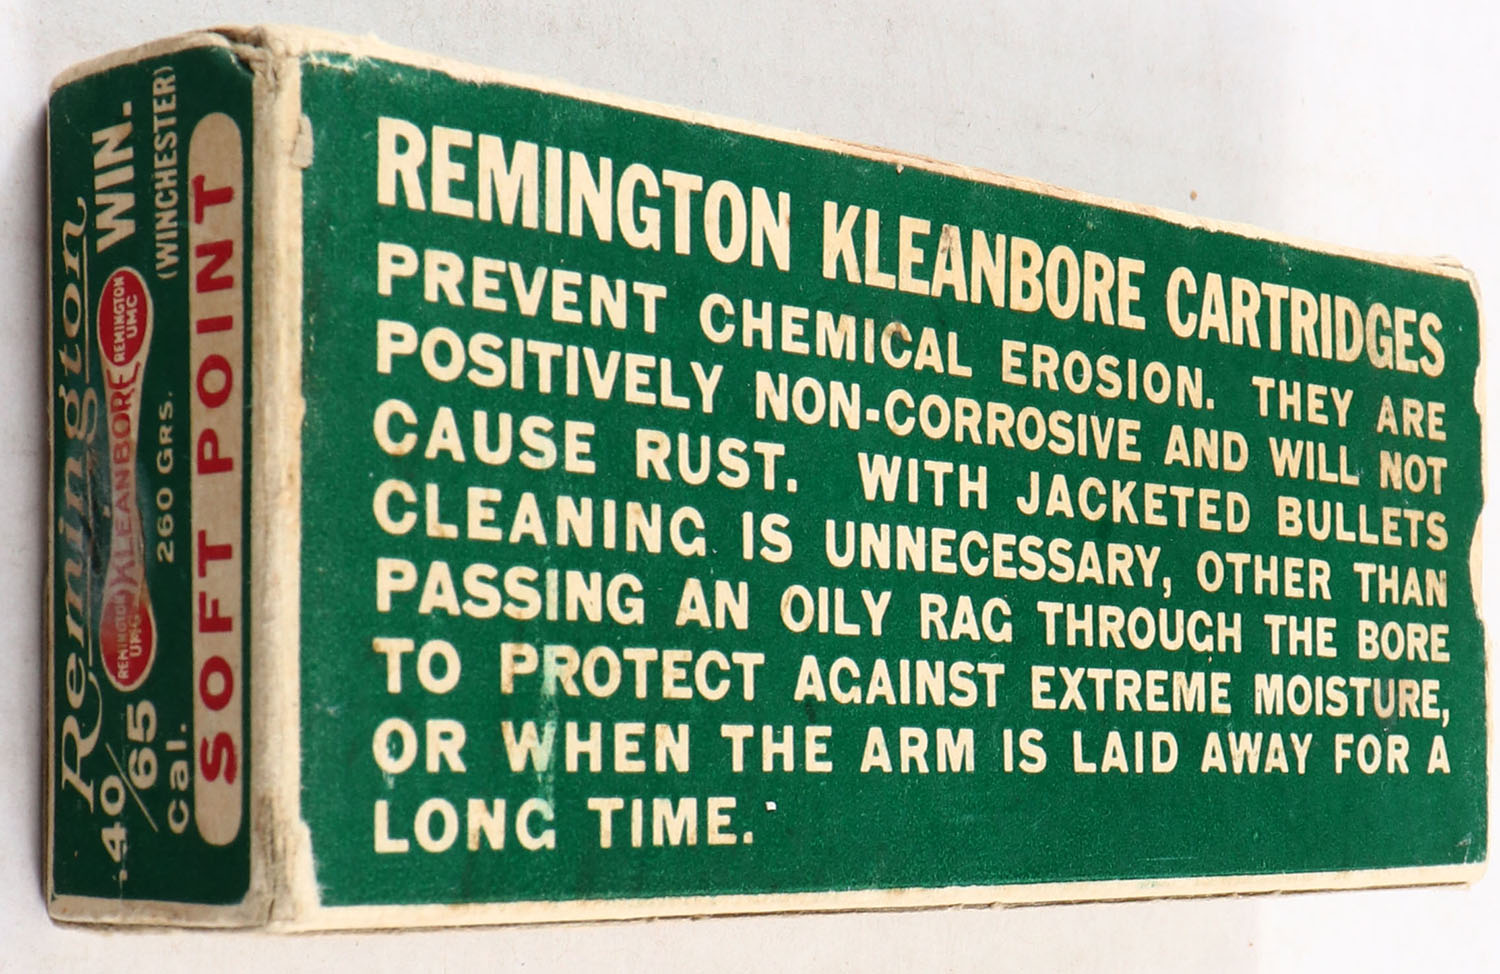 REMINGTON KLEANBORE CARTRIDGES
PREVENT CHEMICAL EROSION. THEY ARE
POSITIVELY NON-CORROSIVE AND WILL NOT
CAUSE RUST. WITH JACKETED BULLETS
CLEANING IS UNNECESSARY, OTHER THAN
PASSING AN OILY RAG THROUGH THE BORE
TO PROTECT AGAINST EXTREME MOISTURE,
OR WHEN THE ARM IS LAID AWAY FOR A
LONG TIME.
Remington
.40/65 Cal.
REMINGTON
UMC
KLEANBORE
REMINGTON
UMC
WIN.
(WINCHESTER)
260 GRS.
SOFT POINT